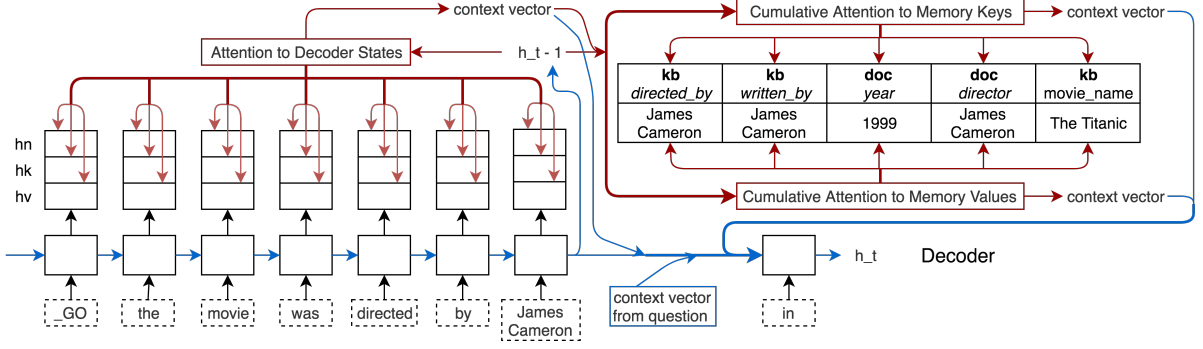 context vector
Cumulative Attention to Memory Keys
context vector
Attention to Decoder States
h_t - 1
kb kb doc doc kb
directed_by written_by year director movie_name
James Cameron James Cameron 1999 James Cameron The Titanic
hn
hk
hv
Cumulative Attention to Memory Values
context vector
h_t
Decoder
context vector
from question
_GO the movie was directed by James Cameron in